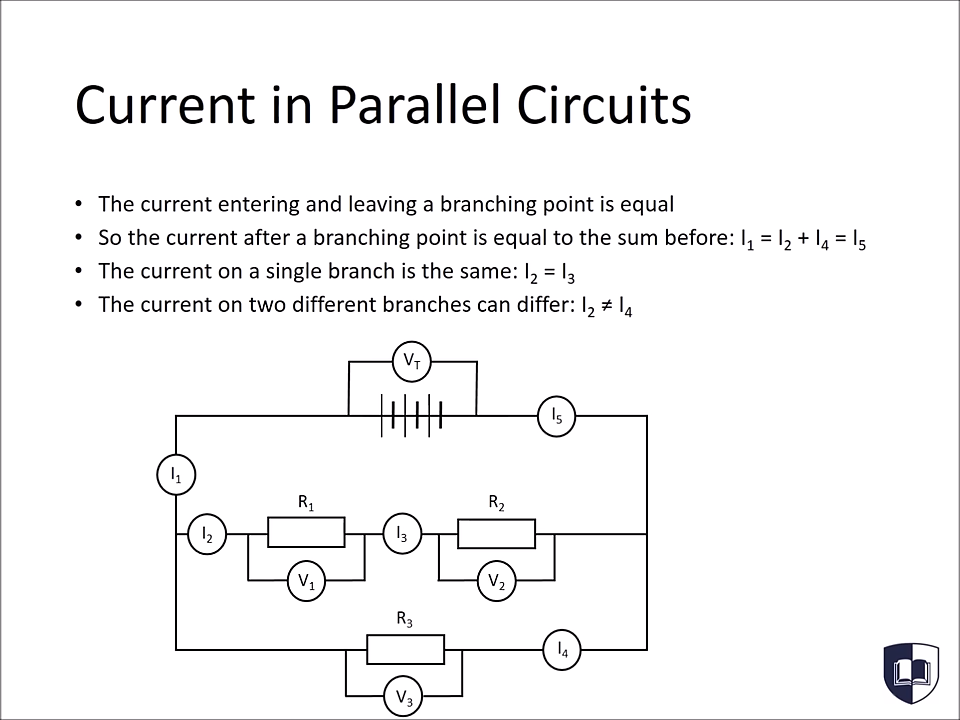 Current in Parallel Circuits
• The current entering and leaving a branching point is equal
• So the current after a branching point is equal to the sum before: I₁ = I₂ + I₄ = I₅
• The current on a single branch is the same: I₂ = I₃
• The current on two different branches can differ: I₂ ≠ I₄
V_T
I₅
I₁
R₁ R₂
I₂ I₃
V₁ V₂
R₃
I₄
V₃